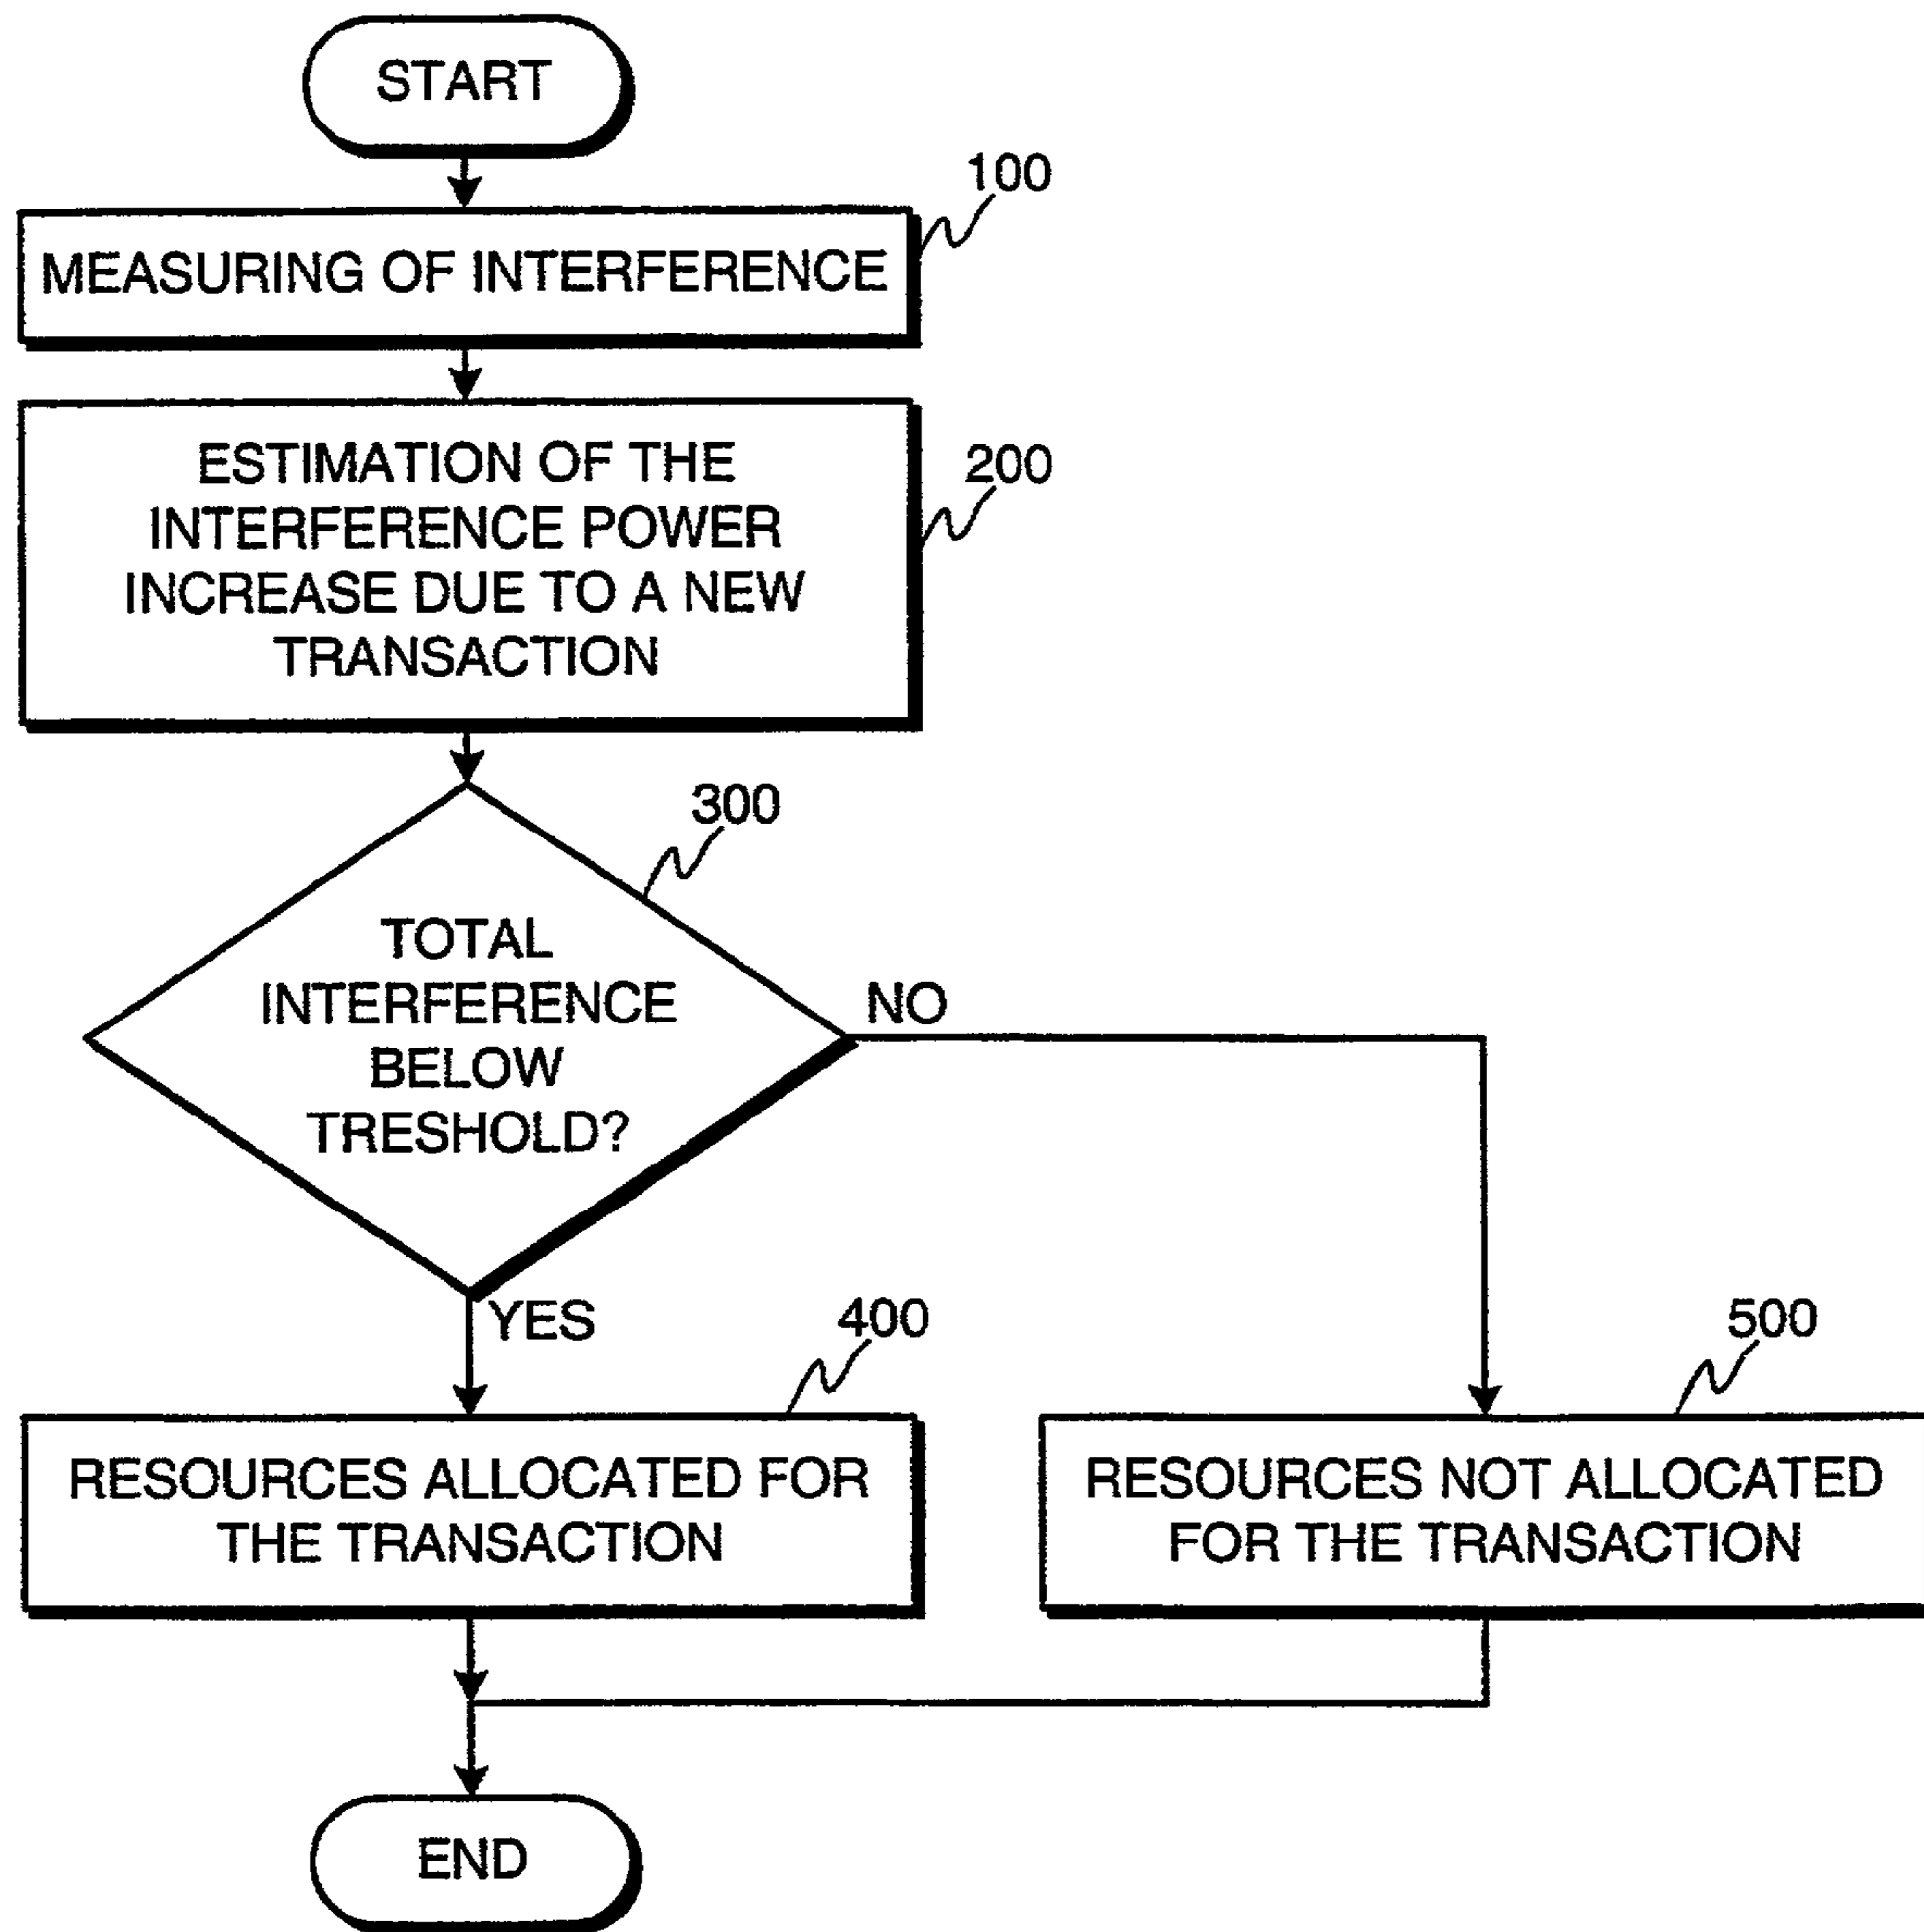 START
100
MEASURING OF INTERFERENCE
200
ESTIMATION OF THE
INTERFERENCE POWER
INCREASE DUE TO A NEW
TRANSACTION
300
TOTAL
INTERFERENCE
BELOW
TRESHOLD?
NO
YES
400
RESOURCES ALLOCATED FOR
THE TRANSACTION
500
RESOURCES NOT ALLOCATED
FOR THE TRANSACTION
END